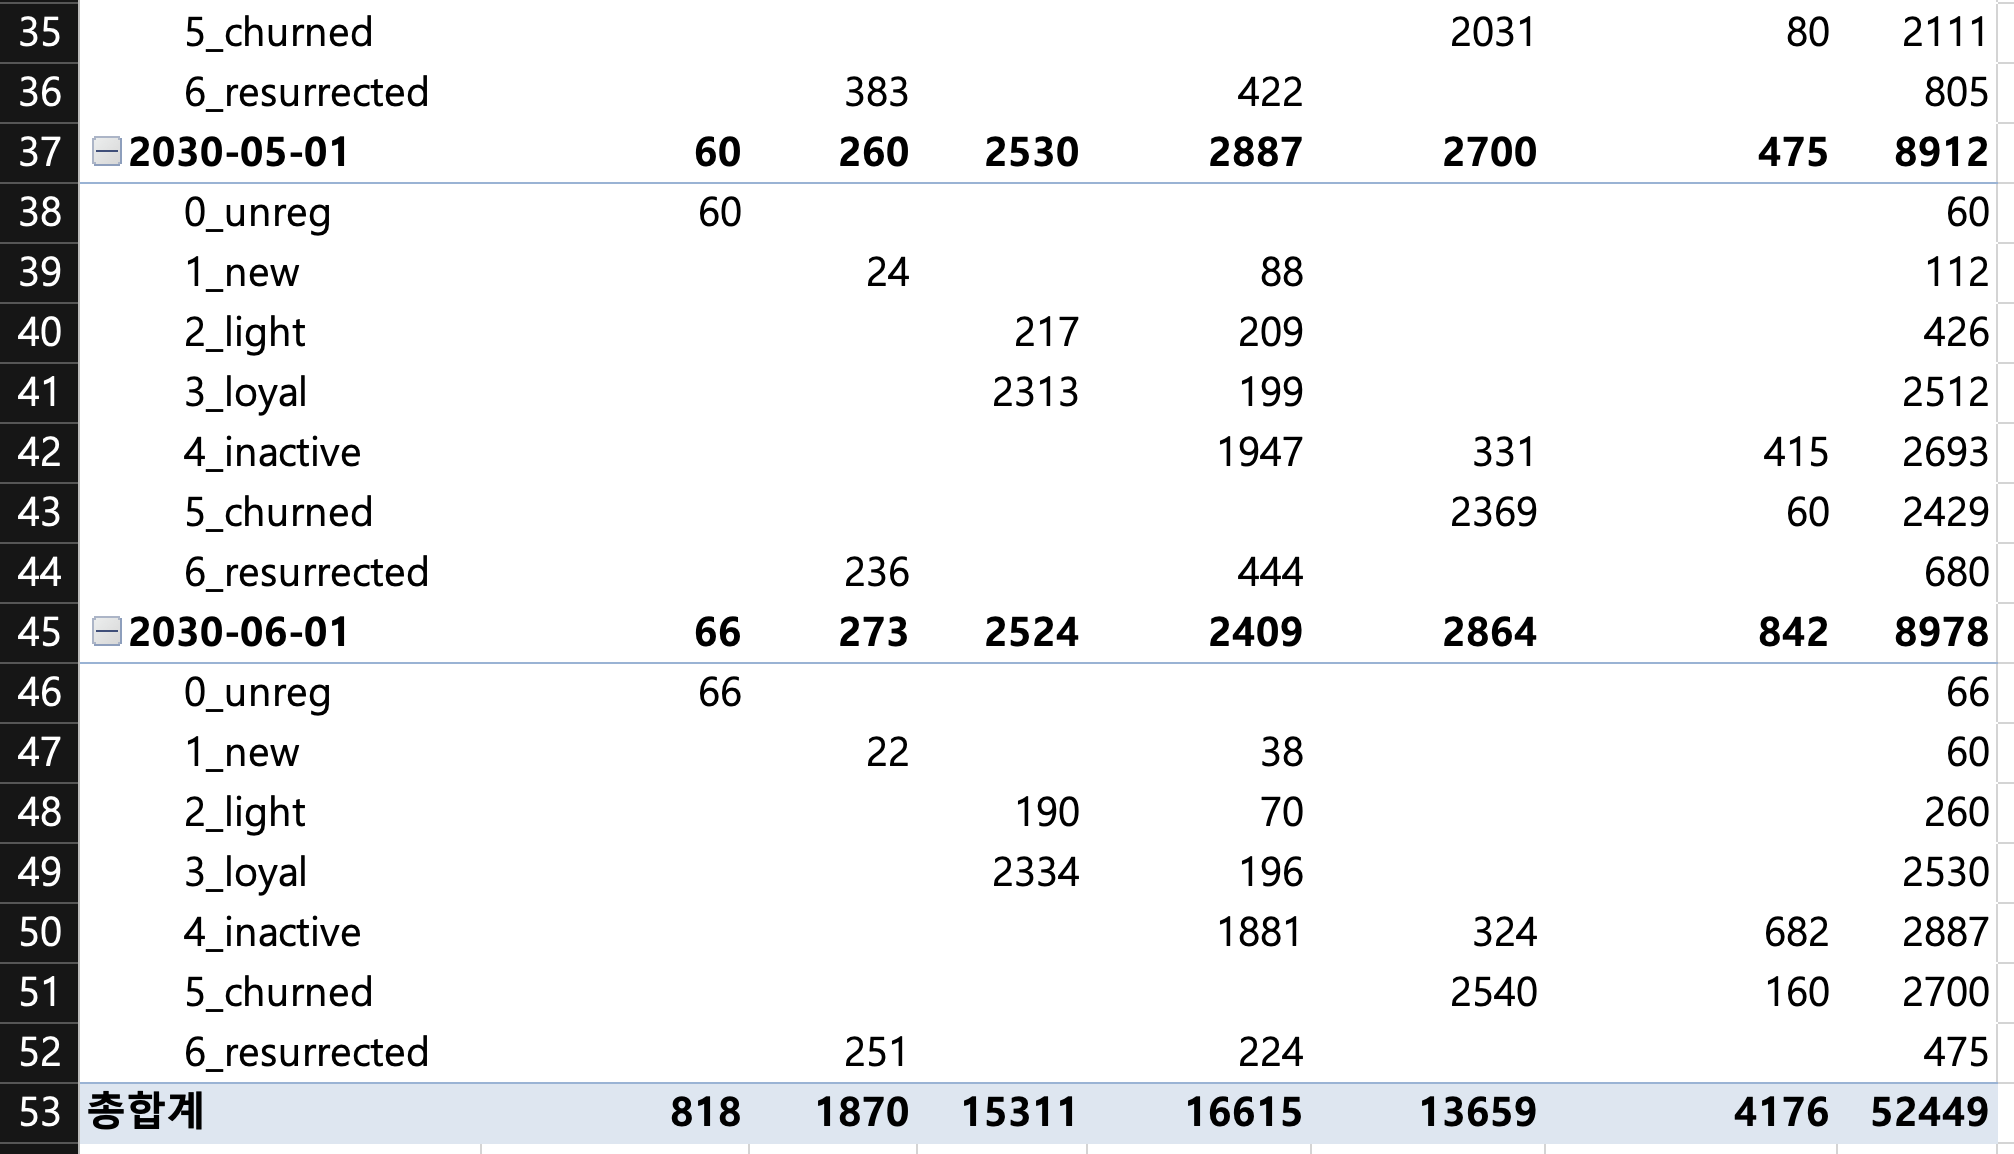 35 5_churned 2031 80 2111
36 6_resurrected 383 422 805
37 2030-05-01 60 260 2530 2887 2700 475 8912
38 0_unreg 60 60
39 1_new 24 88 112
40 2_light 217 209 426
41 3_loyal 2313 199 2512
42 4_inactive 1947 331 415 2693
43 5_churned 2369 60 2429
44 6_resurrected 236 444 680
45 2030-06-01 66 273 2524 2409 2864 842 8978
46 0_unreg 66 66
47 1_new 22 38 60
48 2_light 190 70 260
49 3_loyal 2334 196 2530
50 4_inactive 1881 324 682 2887
51 5_churned 2540 160 2700
52 6_resurrected 251 224 475
53 총합계 818 1870 15311 16615 13659 4176 52449